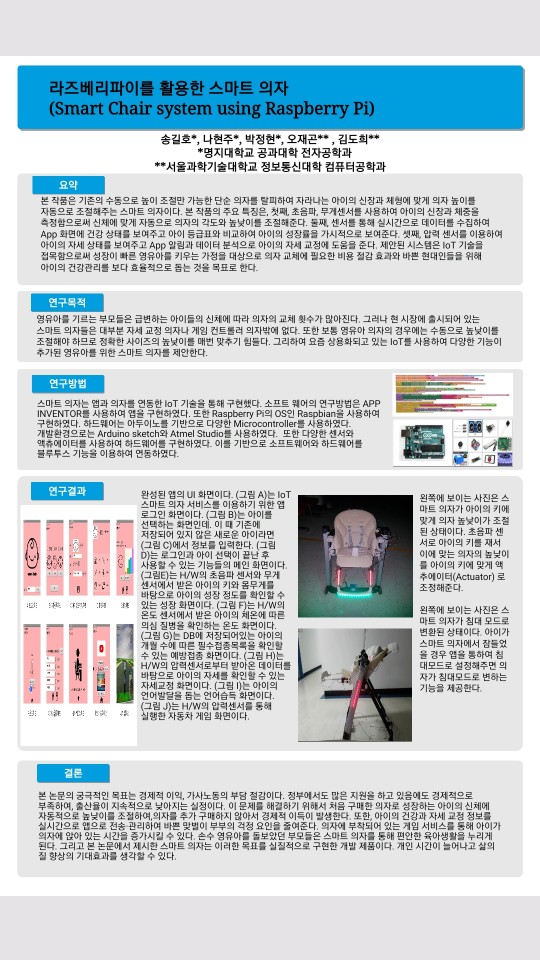 라즈베리파이를 활용한 스마트 의자
(Smart Chair system using Raspberry Pi)
송길호*, 나현주*, 박정현*, 오재곤** , 김도희**
*명지대학교 공과대학 전자공학과
**서울과학기술대학교 정보통신대학 컴퓨터공학과
요약
본 작품은 기존의 수동으로 높이 조절만 가능한 단순 의자를 탈피하여 자라나는 아이의 신장과 체형에 맞게 의자 높이를
자동으로 조절해주는 스마트 의자이다. 본 작품의 주요 특징은, 첫째, 초음파, 무게센서를 사용하여 아이의 신장과 체중을
측정함으로써 신체에 맞게 자동으로 의자의 각도와 높이를 조절해준다. 둘째, 센서를 통해 실시간으로 데이터를 수집하여
App 화면에 건강 상태를 보여주고 아이 등급표와 비교하여 아이의 성장률을 가시적으로 보여준다. 셋째, 압력 센서를 이용하여
아이의 자세 상태를 보여주고 App 알림과 데이터 분석으로 아이의 자세 교정에 도움을 준다. 제안된 시스템은 IoT 기술을
접목함으로써 성장이 빠른 영유아를 키우는 가정을 대상으로 의자 교체에 필요한 비용 절감 효과와 바쁜 현대인들을 위해
아이의 건강관리를 보다 효율적으로 돕는 것을 목표로 한다.
연구목적
영유아를 기르는 부모들은 급변하는 아이들의 신체에 따라 의자의 교체 횟수가 많아진다. 그러나 현 시장에 출시되어 있는
스마트 의자들은 대부분 자세 교정 의자나 게임 컨트롤러 의자밖에 없다. 또한 보통 영유아 의자의 경우에는 수동으로 높낮이를
조절해야 하므로 정확한 사이즈의 높낮이를 매번 맞추기 힘들다. 그리하여 요즘 상용화되고 있는 IoT를 사용하여 다양한 기능이
추가된 영유아를 위한 스마트 의자를 제안한다.
연구방법
스마트 의자는 앱과 의자를 연동한 IoT 기술을 통해 구현했다. 소프트 웨어의 연구방법은 APP
INVENTOR를 사용하여 앱을 구현하였다. 또한 Raspberry Pi의 OS인 Raspbian을 사용하여
구현하였다. 하드웨어는 아두이노를 기반으로 다양한 Microcontroller를 사용하였다.
개발환경으로는 Arduino sketch와 Atmel Studio를 사용하였다. 또한 다양한 센서와
액츄에이터를 사용하여 하드웨어를 구현하였다. 이를 기반으로 소프트웨어와 하드웨어를
블루투스 기능을 이용하여 연동하였다.
연구결과
완성된 앱의 UI 화면이다. (그림 A)는 IoT
스마트 의자 서비스를 이용하기 위한 앱
로그인 화면이다. (그림 B)는 아이를
선택하는 화면인데. 이 때 기존에
저장되어 있지 않은 새로운 아이라면
(그림 C)에서 정보를 입력한다. (그림
D)는 로그인과 아이 선택이 끝난 후
사용할 수 있는 기능들의 메인 화면이다.
(그림E)는 H/W의 초음파 센서와 무게
센서에서 받은 아이의 키와 몸무게를
바탕으로 아이의 성장 정도를 확인할 수
있는 성장 화면이다. (그림 F)는 H/W의
온도 센서에서 받은 아이의 체온에 따른
의심 질병을 확인하는 온도 화면이다.
(그림 G)는 DB에 저장되어있는 아이의
개월 수에 따른 필수접종목록을 확인할
수 있는 예방접종 화면이다. (그림 H)는
H/W의 압력센서로부터 받아온 데이터를
바탕으로 아이의 자세를 확인할 수 있는
자세교정 화면이다. (그림 I)는 아이의
언어발달을 돕는 언어습득 화면이다.
(그림 J)는 H/W의 압력센서를 통해
실행한 자동차 게임 화면이다.
왼쪽에 보이는 사진은 스
마트 의자가 아이의 키에
맞게 의자 높낮이가 조절
된 상태이다. 초음파 센
서로 아이의 키를 재서
이에 맞는 의자의 높낮이
를 아이의 키에 맞게 액
추에이터(Actuator) 로
조정해준다.
왼쪽에 보이는 사진은 스
마트 의자가 침대 모드로
변환된 상태이다. 아이가
스마트 의자에서 잠들었
을 경우 앱을 통하여 침
대모드로 설정해주면 의
자가 침대모드로 변하는
기능을 제공한다.
결론
본 논문의 궁극적인 목표는 경제적 이익, 가사노동의 부담 절감이다. 정부에서도 많은 지원을 하고 있음에도 경제적으로
부족하여, 출산율이 지속적으로 낮아지는 실정이다. 이 문제를 해결하기 위해서 처음 구매한 의자로 성장하는 아이의 신체에
자동적으로 높낮이를 조절하여,의자를 추가 구매하지 않아서 경제적 이득이 발생한다. 또한, 아이의 건강과 자세 교정 정보를
실시간으로 앱으로 전송·관리하여 바쁜 맞벌이 부부의 걱정 요인을 줄여준다. 의자에 부착되어 있는 게임 서비스를 통해 아이가
의자에 앉아 있는 시간을 증가시킬 수 있다. 손수 영유아를 돌보았던 부모들은 스마트 의자를 통해서 편안한 육아생활을 누리게
된다. 그리고 본 논문에서 제시한 스마트 의자는 이러한 목표를 실질적으로 구현한 개발 제품이다. 개인 시간이 늘어나고 삶의
질 향상의 기대효과를 생각할 수 있다.